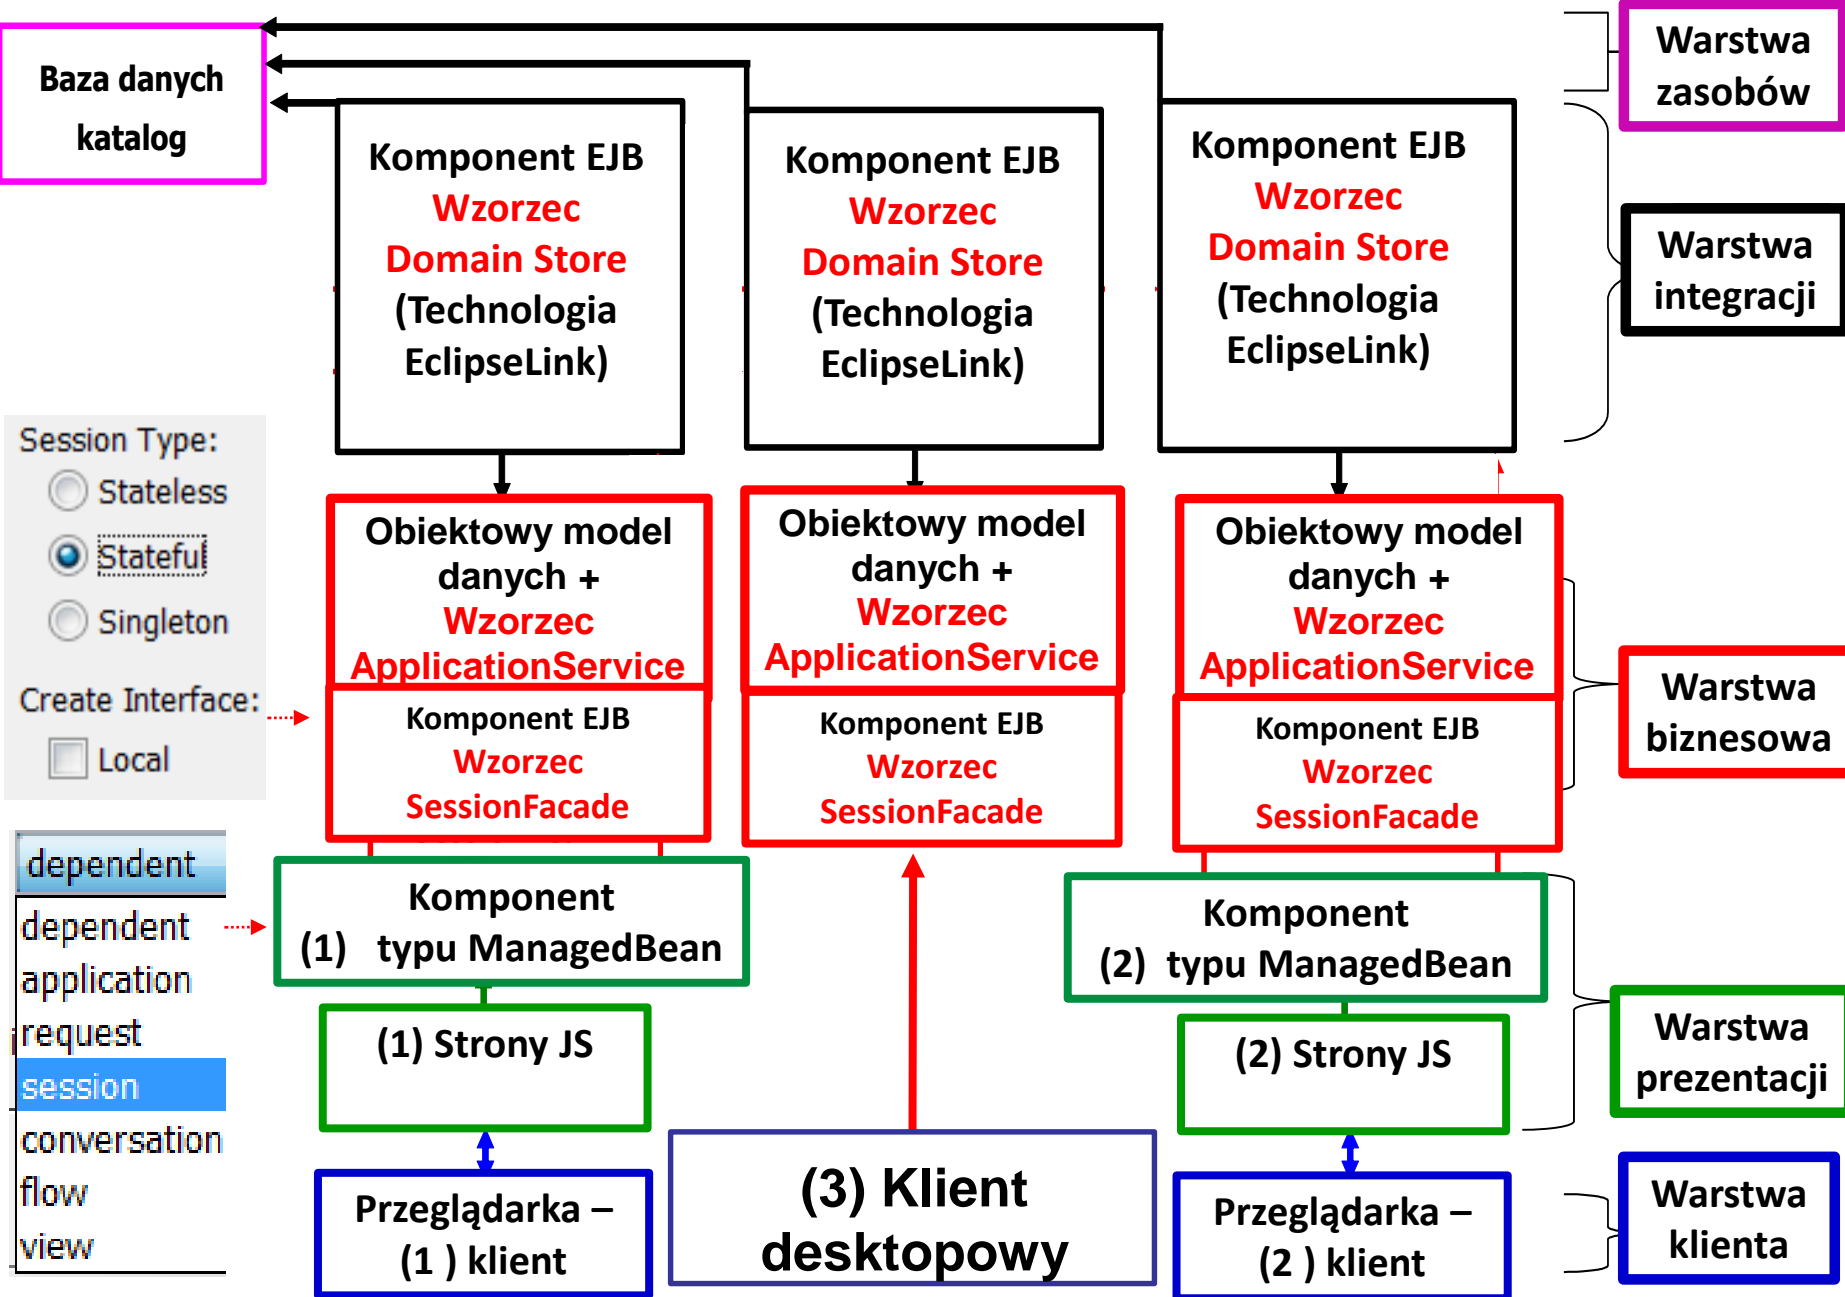 Baza danych
katalog
Komponent EJB
Wzorzec
Domain Store
(Technologia
EclipseLink)
Komponent EJB
Wzorzec
Domain Store
(Technologia
EclipseLink)
Komponent EJB
Wzorzec
Domain Store
(Technologia
EclipseLink)
Warstwa
zasobów
Warstwa
integracji
Session Type:
Stateless
Stateful
Singleton
Create Interface:
Local
Obiektowy model
danych +
Wzorzec
ApplicationService
Komponent EJB
Wzorzec
SessionFacade
Obiektowy model
danych +
Wzorzec
ApplicationService
Komponent EJB
Wzorzec
SessionFacade
Obiektowy model
danych +
Wzorzec
ApplicationService
Komponent EJB
Wzorzec
SessionFacade
Warstwa
biznesowa
dependent
dependent
application
request
session
conversation
flow
view
Komponent
(1) typu ManagedBean
(1) Strony JS
Przeglądarka –
(1 ) klient
(3) Klient
desktopowy
Komponent
(2) typu ManagedBean
(2) Strony JS
Przeglądarka –
(2 ) klient
Warstwa
prezentacji
Warstwa
klienta